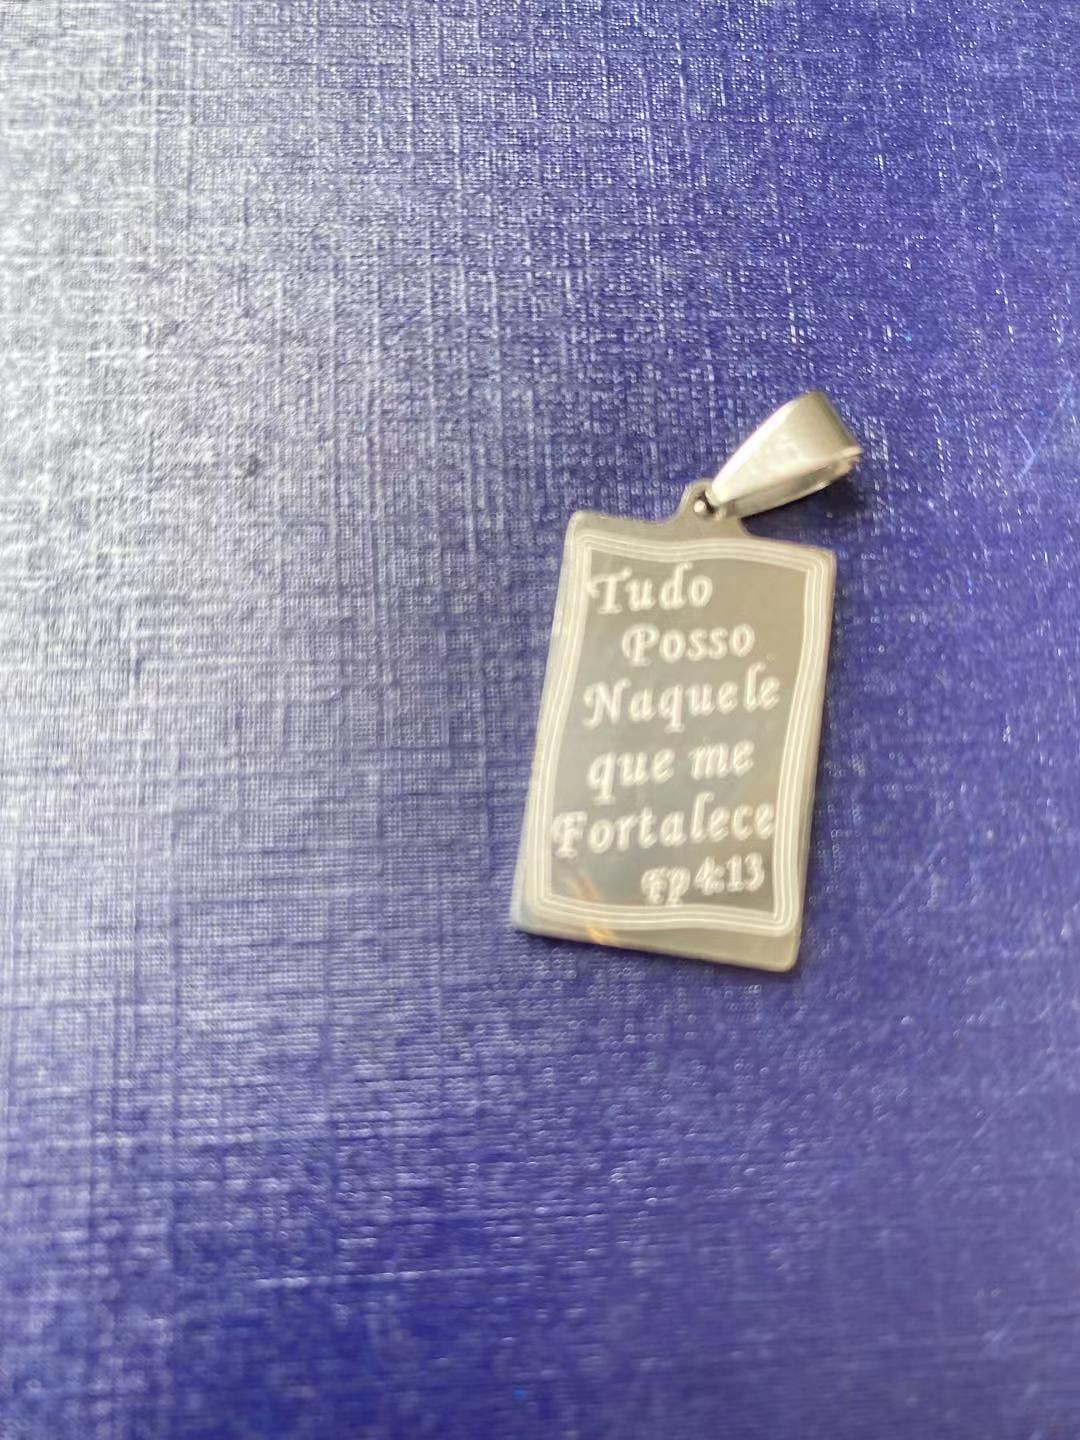 Tudo
Posso
Naquele
que me
Fortalece
Fp 4:13